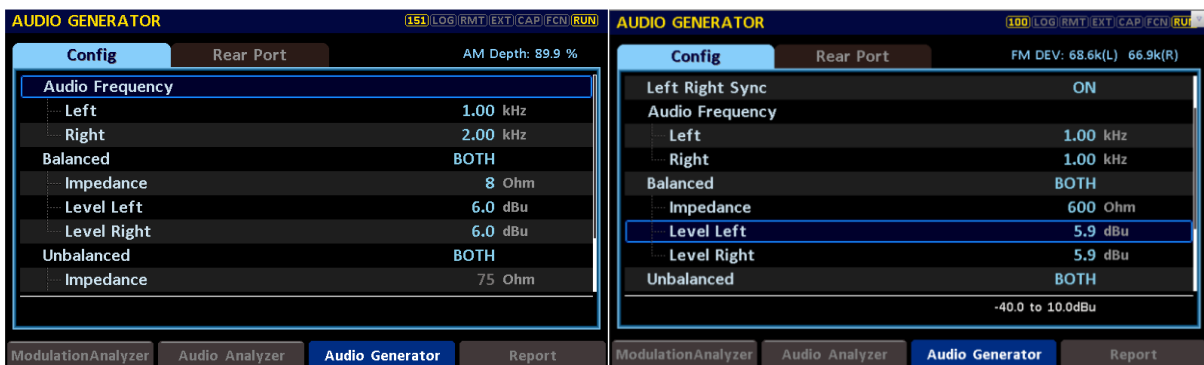 AUDIO GENERATOR 151 LOG RMT EXT CAP FCN RUN
Config Rear Port AM Depth: 89.9 %
Audio Frequency
Left 1.00 kHz
Right 2.00 kHz
Balanced BOTH
Impedance 8 Ohm
Level Left 6.0 dBu
Level Right 6.0 dBu
Unbalanced BOTH
Impedance 75 Ohm
ModulationAnalyzer Audio Analyzer Audio Generator Report
AUDIO GENERATOR 100 LOG RMT EXT CAP FCN RUN
Config Rear Port FM DEV: 68.6k(L) 66.9k(R)
Left Right Sync ON
Audio Frequency
Left 1.00 kHz
Right 1.00 kHz
Balanced BOTH
Impedance 600 Ohm
Level Left 5.9 dBu
Level Right 5.9 dBu
Unbalanced BOTH
-40.0 to 10.0dBu
ModulationAnalyzer Audio Analyzer Audio Generator Report